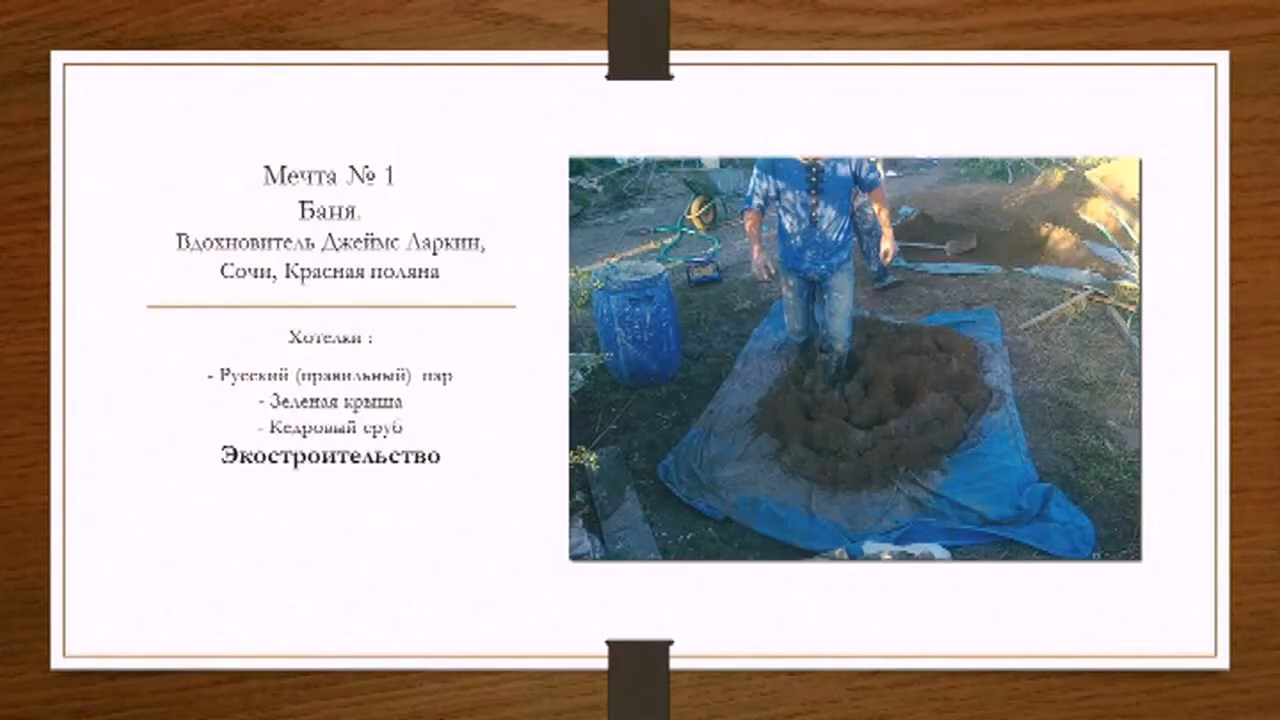 Мечта № 1
Баня.
Вдохновитель Джеймс Ларкин,
Сочи, Красная поляна
Хотелки :
- Русский (правильный) пар
- Зеленая крыша
- Кедровый сруб
Экостроительство